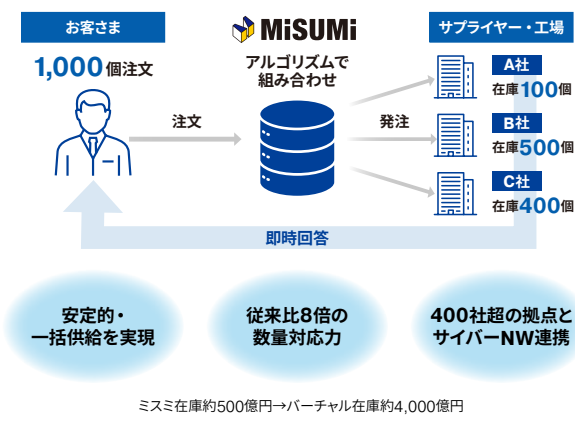 お客さま
1,000個注文
MiSUMi
アルゴリズムで
組み合わせ
サプライヤー・工場
A社
在庫100個
B社
在庫500個
C社
在庫400個
注文
発注
即時回答
安定的・
一括供給を実現
従来比8倍の
数量対応力
400社超の拠点と
サイバーNW連携
ミスミ在庫約500億円→バーチャル在庫約4,000億円